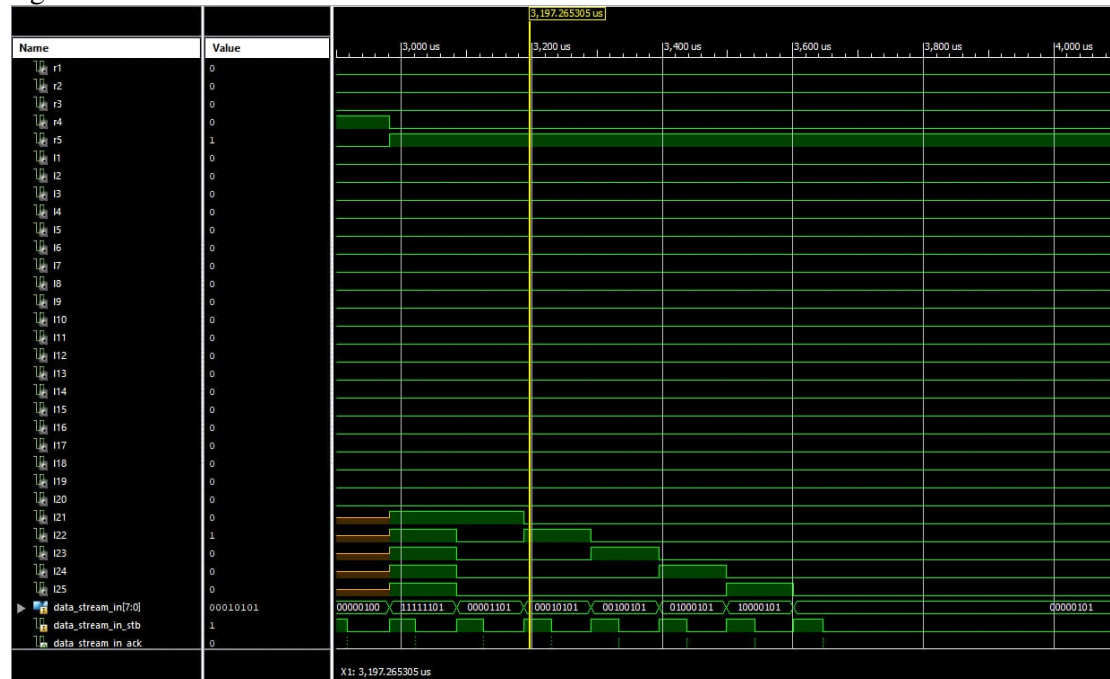 3,197.265305 us
Name Value 3,000 us 3,200 us 3,400 us 3,600 us 3,800 us 4,000 us
r1 0
r2 0
r3 0
r4 0
r5 1
l1 0
l2 0
l3 0
l4 0
l5 0
l6 0
l7 0
l8 0
l9 0
l10 0
l11 0
l12 0
l13 0
l14 0
l15 0
l16 0
l17 0
l18 0
l19 0
l20 0
l21 0
l22 1
l23 0
l24 0
l25 0
data_stream_in[7:0] 00010101 00000100 11111101 00001101 00010101 00100101 01000101 10000101 00000101
data_stream_in_stb 1
data_stream_in_ack 0
X1: 3,197.265305 us